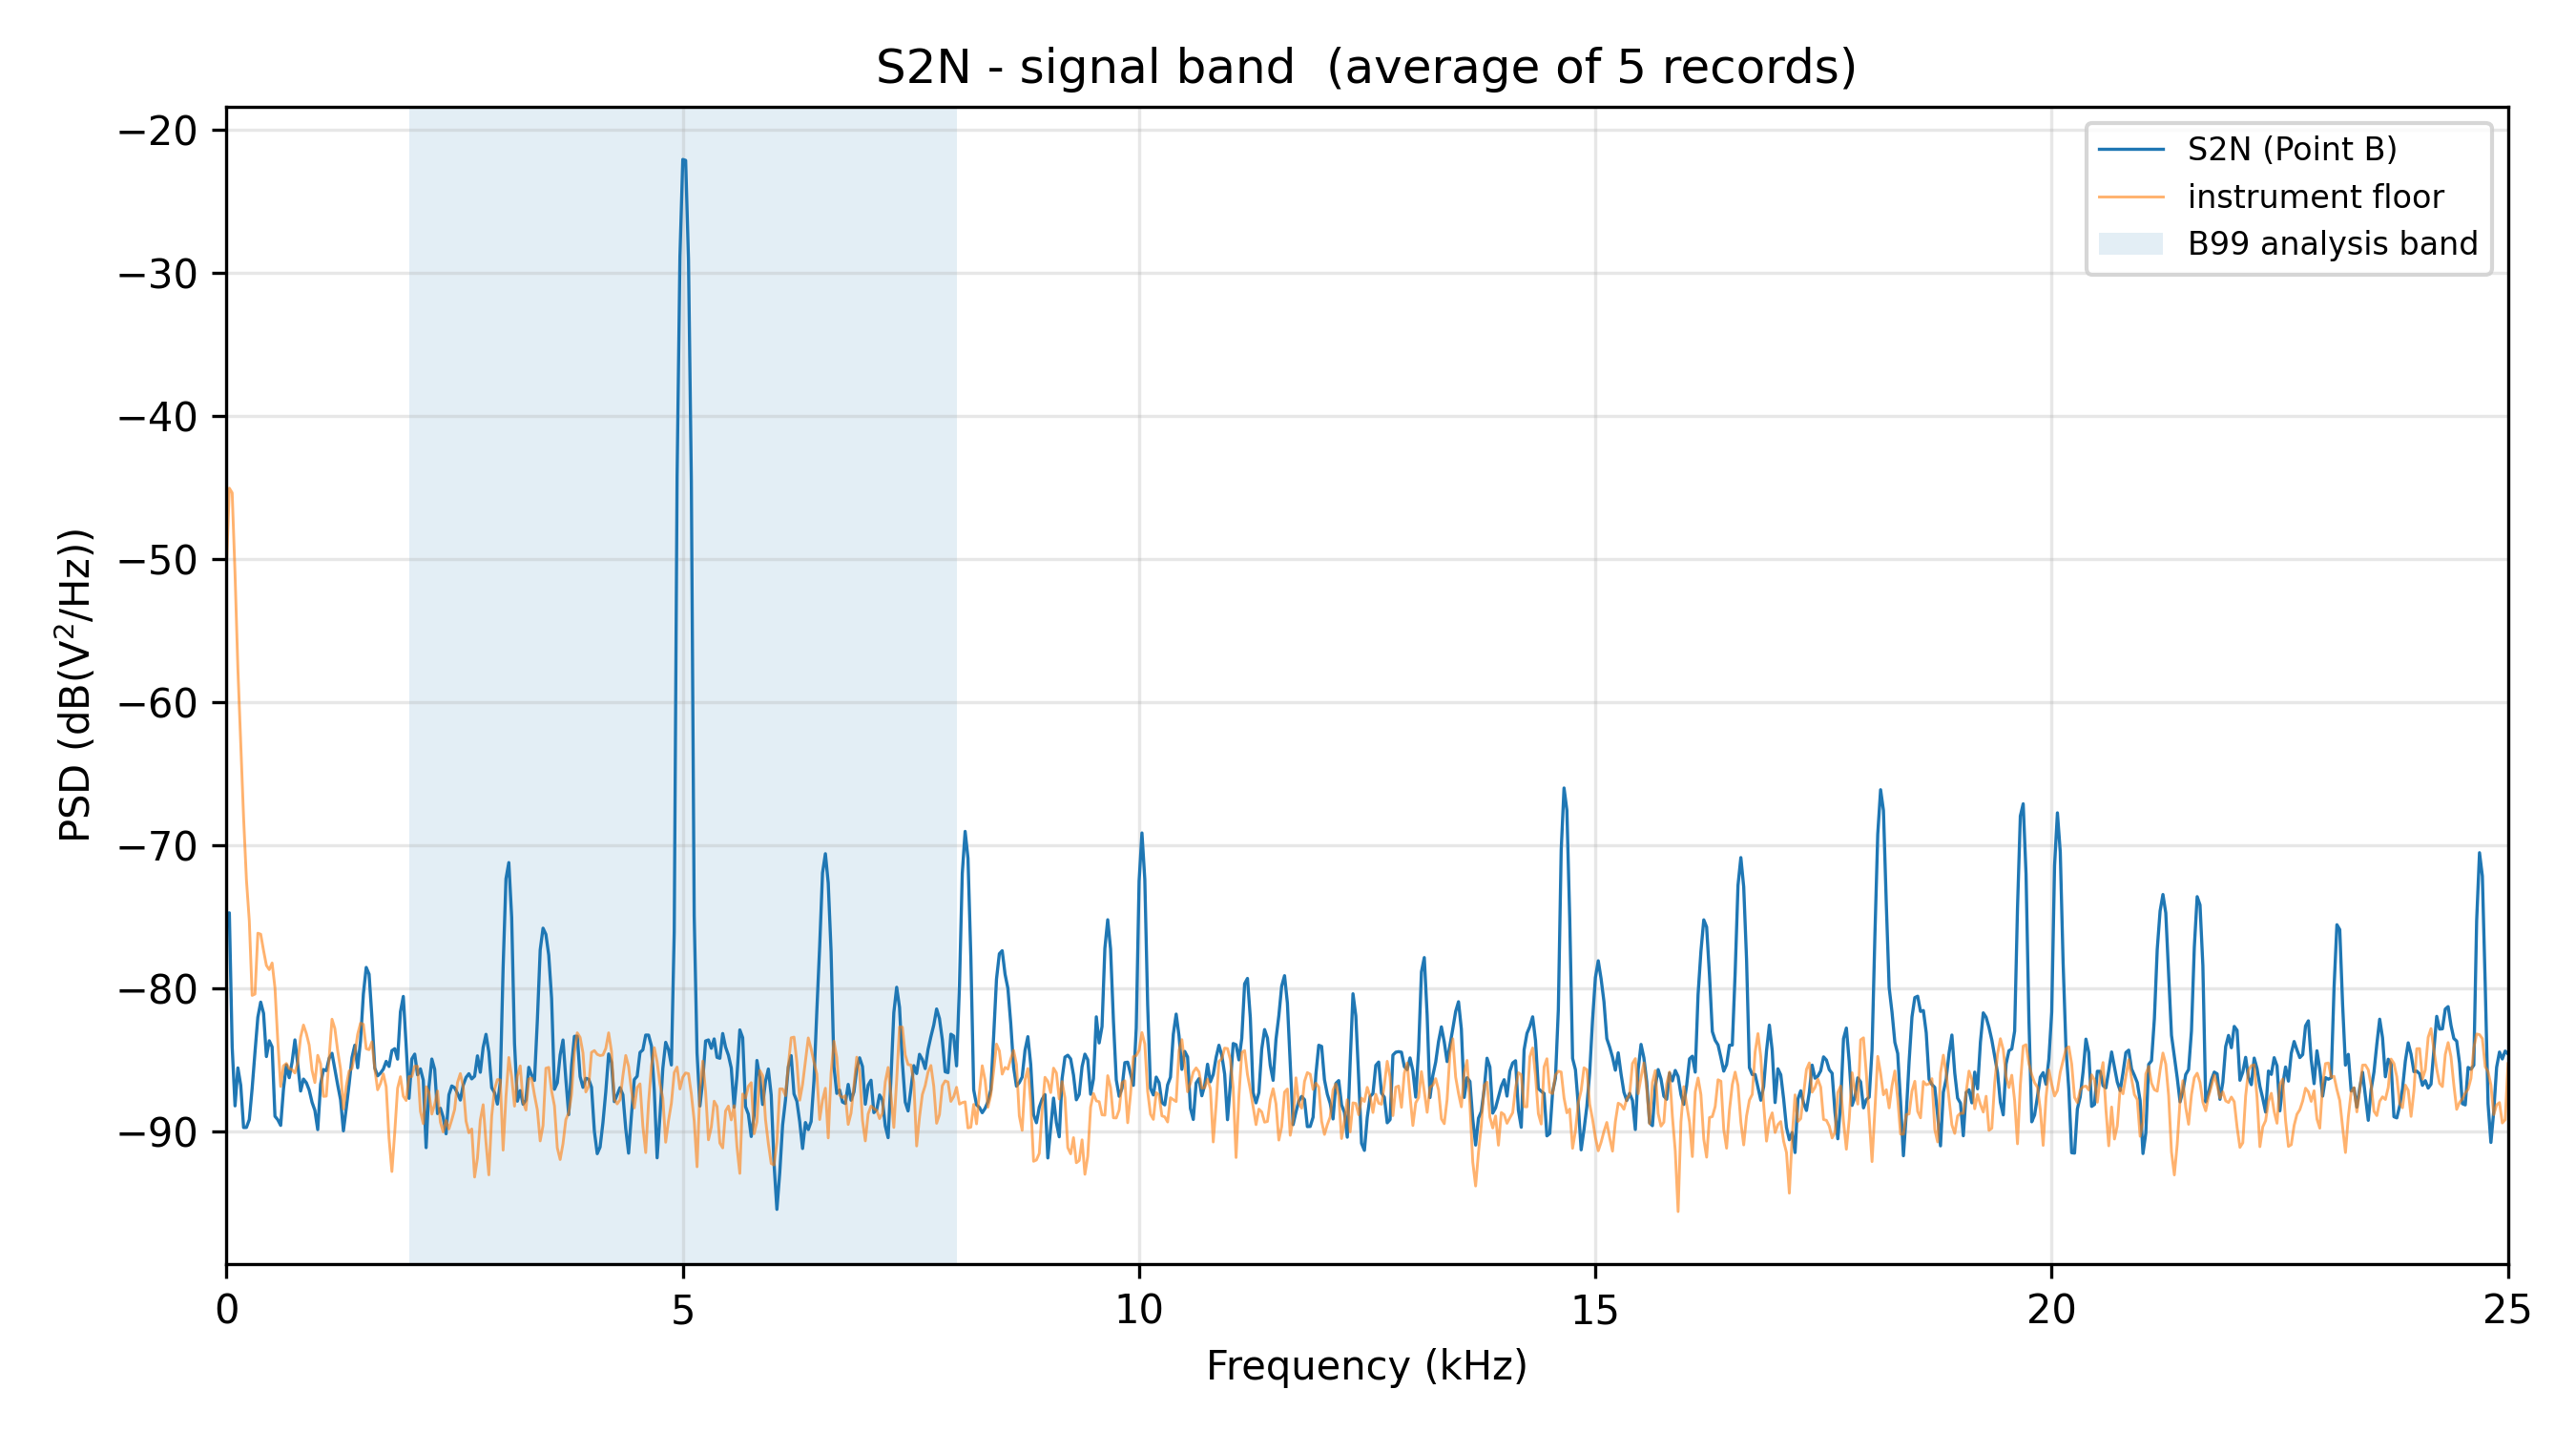 S2N - signal band  (average of 5 records)
PSD (dB(V²/Hz))
−20
−30
−40
−50
−60
−70
−80
−90
S2N (Point B)
instrument floor
B99 analysis band
0 5 10 15 20 25
Frequency (kHz)